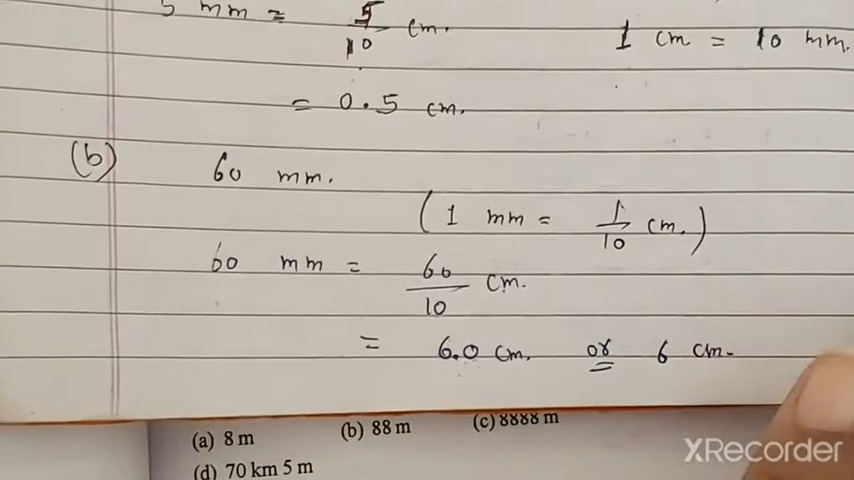 5 mm = 5/10 cm. 1 cm = 10 mm.
= 0.5 cm.
(b) 60 mm.
(1 mm = 1/10 cm.)
60 mm = 60/10 cm.
= 6.0 cm. or 6 cm.
(a) 8 m (b) 88 m (c) 8888 m
(d) 70 km 5 m
XRecorder